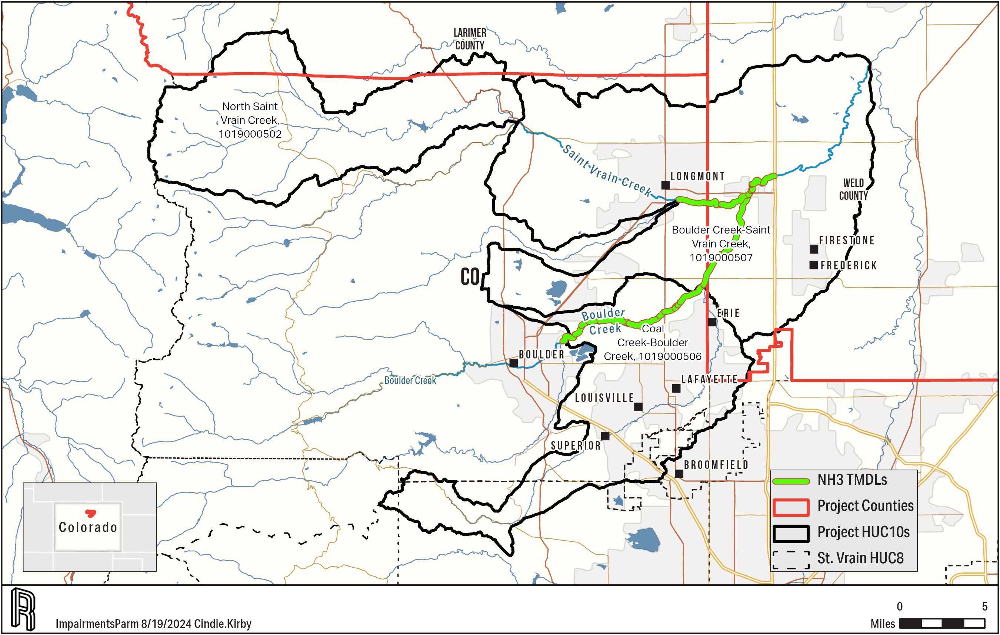 LARIMER
COUNTY
North Saint
Vrain Creek,
1019000502
Saint Vrain Creek
LONGMONT
WELD
COUNTY
Boulder Creek-Saint
Vrain Creek,
1019000507
FIRESTONE
FREDERICK
CO
ERIE
Boulder
Creek
Coal
Creek-Boulder
Creek, 1019000506
BOULDER
Boulder Creek
LAFAYETTE
LOUISVILLE
SUPERIOR
BROOMFIELD
NH3 TMDLs
Project Counties
Project HUC10s
St. Vrain HUC8
Colorado
R
ImpairmentsParm 8/19/2024 Cindie.Kirby
0 5
Miles